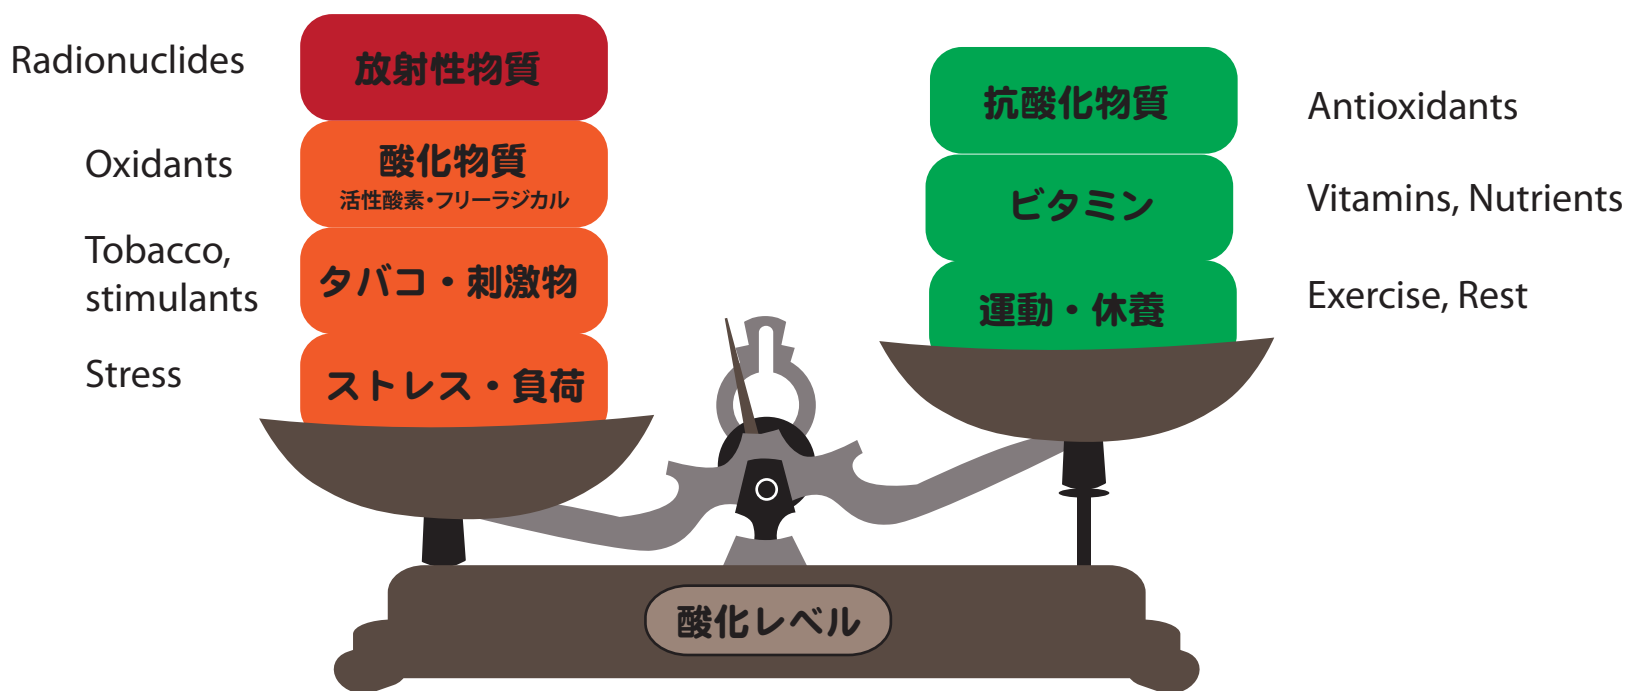 Radionuclides
放射性物質
Oxidants
酸化物質
活性酸素・フリーラジカル
Tobacco,
stimulants
タバコ・刺激物
Stress
ストレス・負荷
抗酸化物質
Antioxidants
ビタミン
Vitamins, Nutrients
運動・休養
Exercise, Rest
酸化レベル